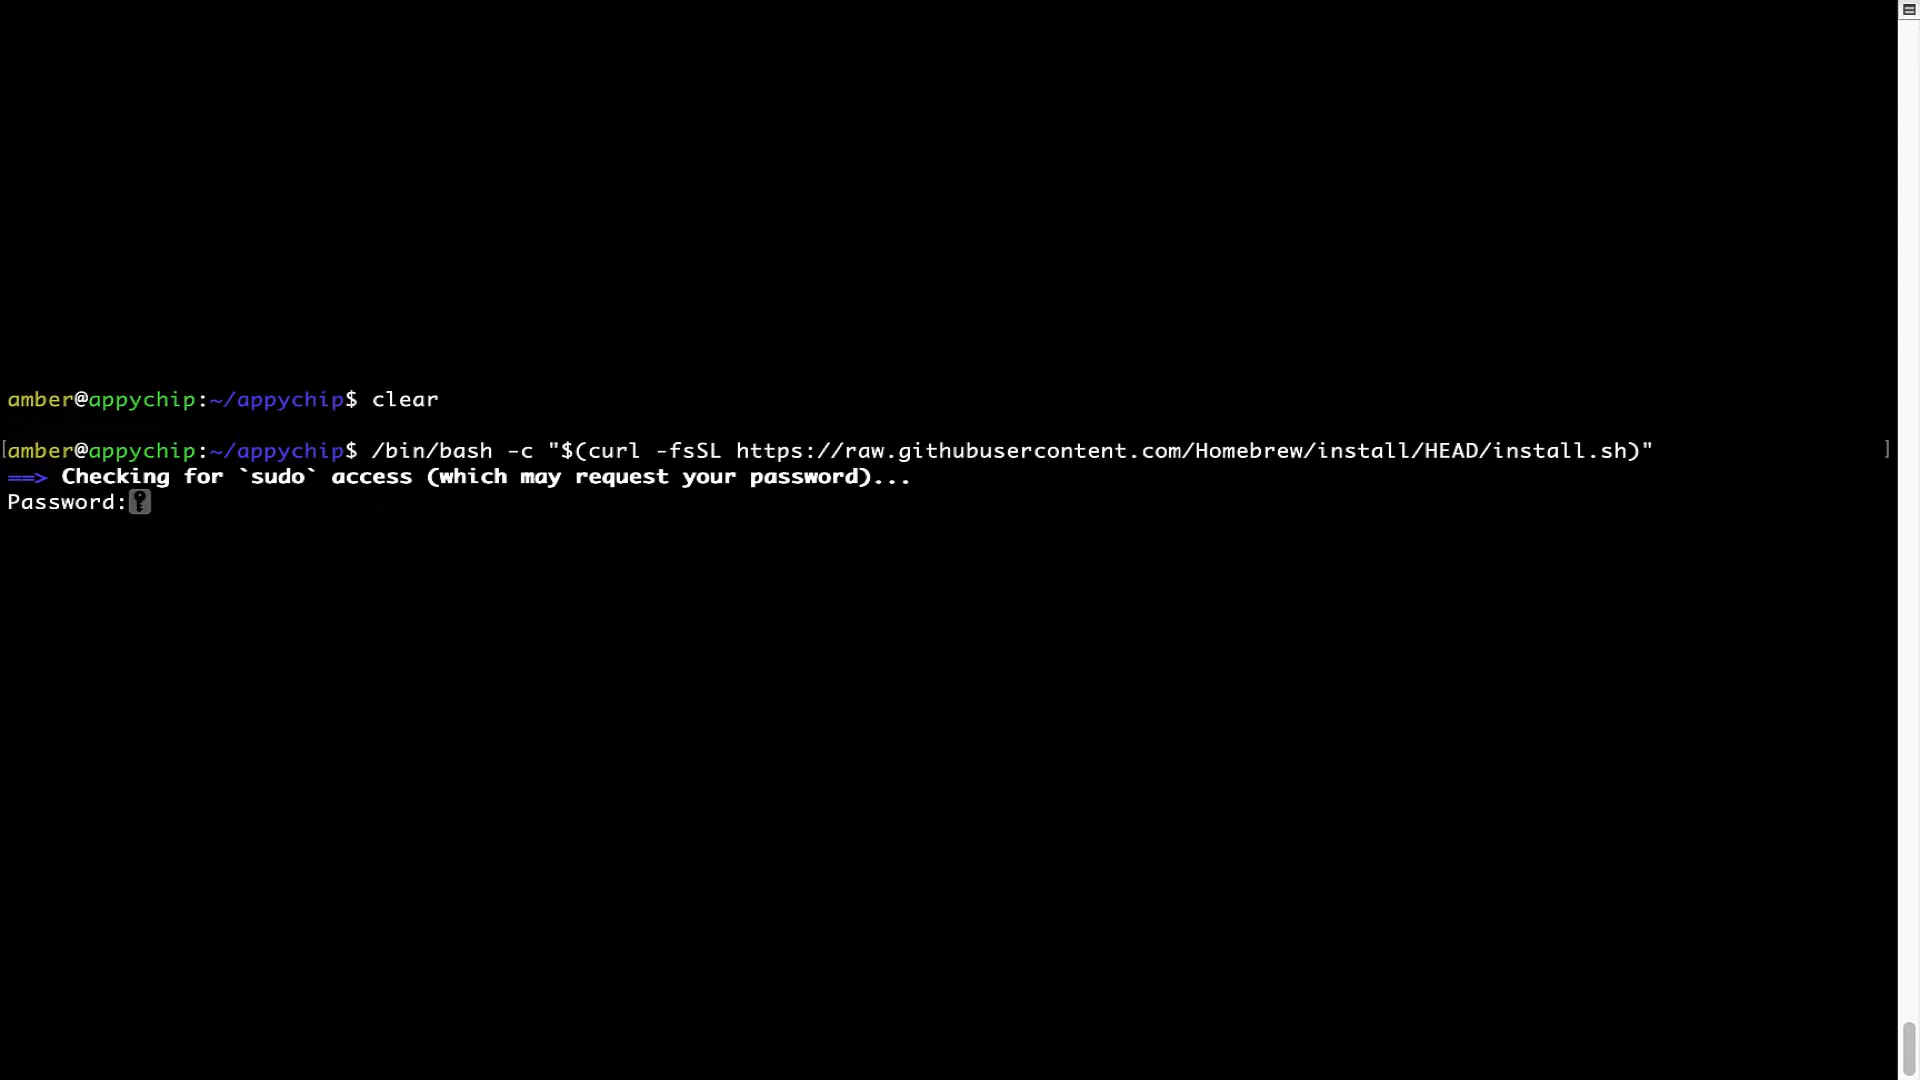 amber@appychip:~/appychip$ clear
[amber@appychip:~/appychip$ /bin/bash -c "$(curl -fsSL https://raw.githubusercontent.com/Homebrew/install/HEAD/install.sh)" ]
==> Checking for `sudo` access (which may request your password)...
Password: